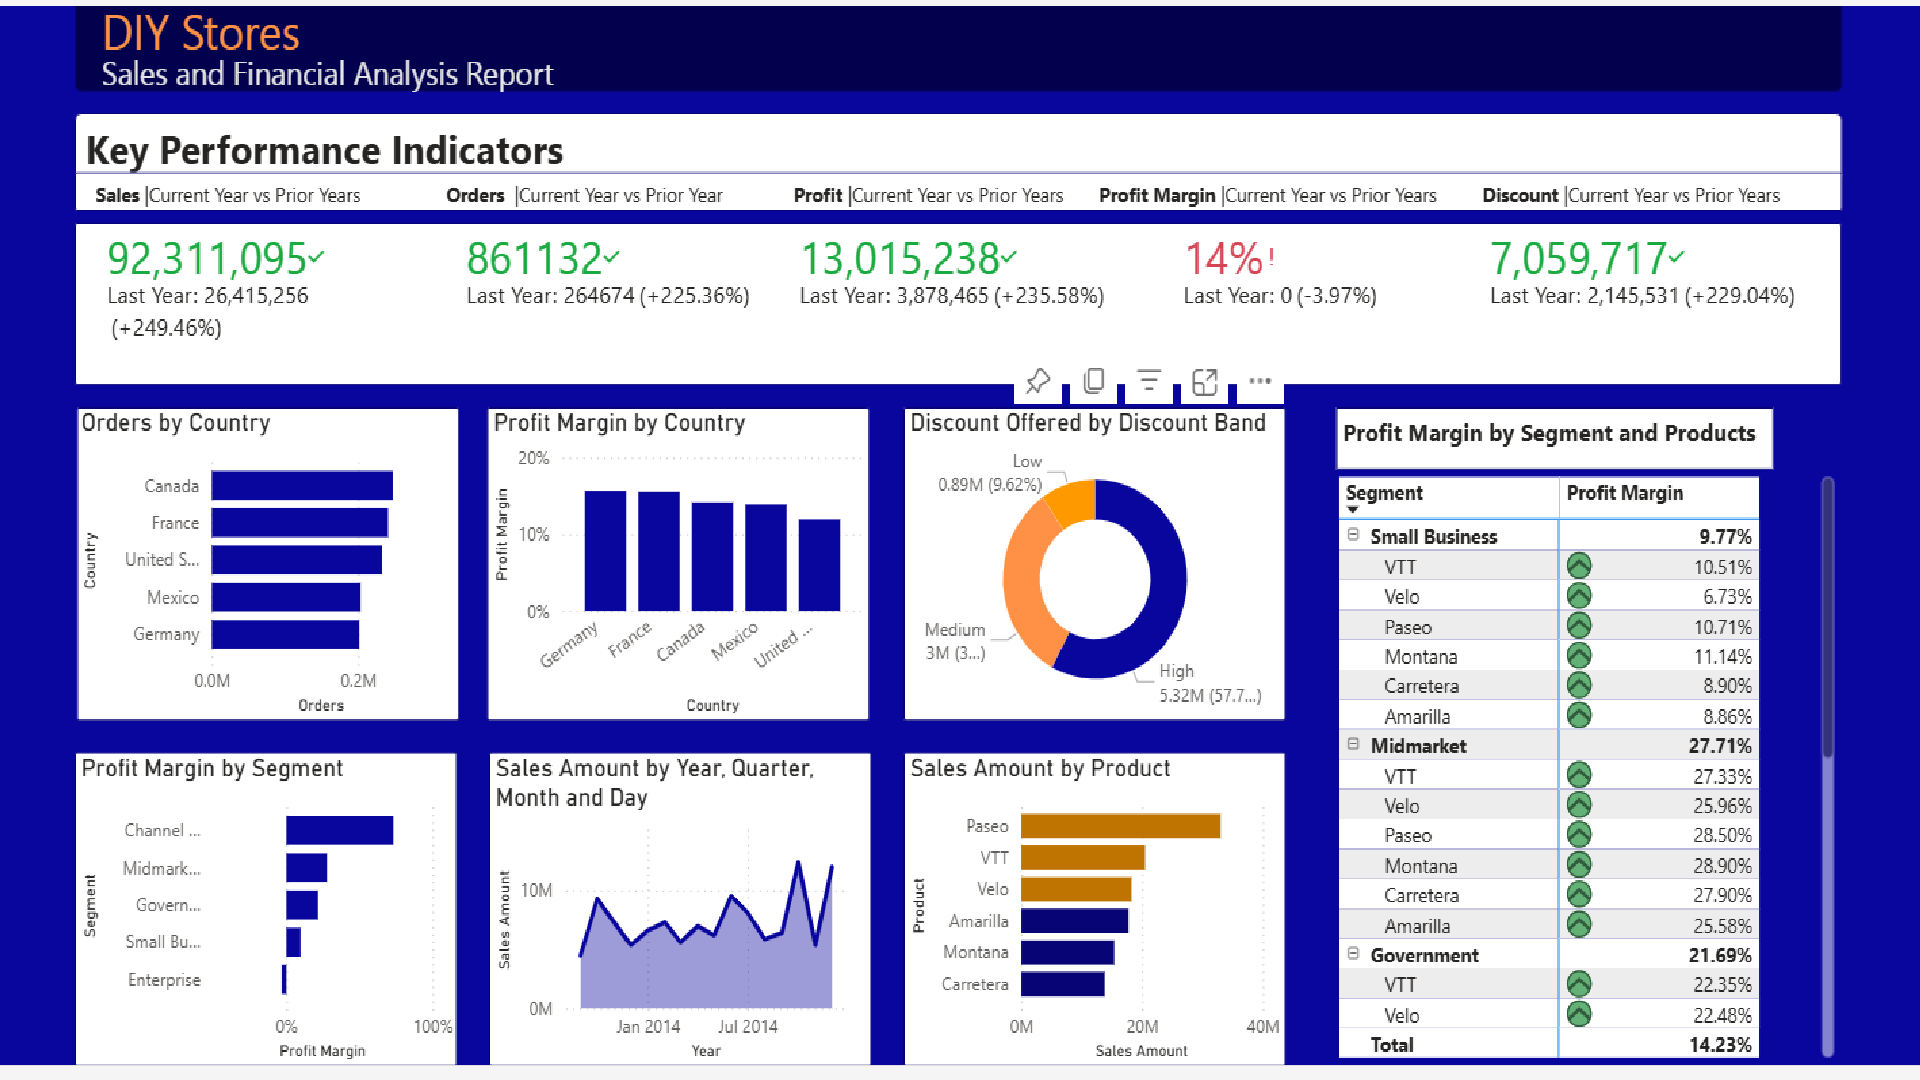 DIY Stores
Sales and Financial Analysis Report
Key Performance Indicators
Sales |Current Year vs Prior Years
Orders |Current Year vs Prior Year
Profit |Current Year vs Prior Years
Profit Margin |Current Year vs Prior Years
Discount |Current Year vs Prior Years
92,311,095
Last Year: 26,415,256
(+249.46%)
861132
Last Year: 264674 (+225.36%)
13,015,238
Last Year: 3,878,465 (+235.58%)
14%!
Last Year: 0 (-3.97%)
7,059,717
Last Year: 2,145,531 (+229.04%)
Orders by Country
Country
Canada
France
United S...
Mexico
Germany
0.0M 0.2M
Orders
Profit Margin by Country
Profit Margin
20%
10%
0%
Germany France Canada Mexico United ...
Country
Discount Offered by Discount Band
Low
0.89M (9.62%)
Medium
3M (3...)
High
5.32M (57.7...)
Profit Margin by Segment and Products
Segment Profit Margin
Small Business 9.77%
VTT 10.51%
Velo 6.73%
Paseo 10.71%
Montana 11.14%
Carretera 8.90%
Amarilla 8.86%
Midmarket 27.71%
VTT 27.33%
Velo 25.96%
Paseo 28.50%
Montana 28.90%
Carretera 27.90%
Amarilla 25.58%
Government 21.69%
VTT 22.35%
Velo 22.48%
Total 14.23%
Profit Margin by Segment
Segment
Channel ...
Midmark...
Govern...
Small Bu...
Enterprise
0% 100%
Profit Margin
Sales Amount by Year, Quarter,
Month and Day
Sales Amount
10M
0M
Jan 2014 Jul 2014
Year
Sales Amount by Product
Product
Paseo
VTT
Velo
Amarilla
Montana
Carretera
0M 20M 40M
Sales Amount